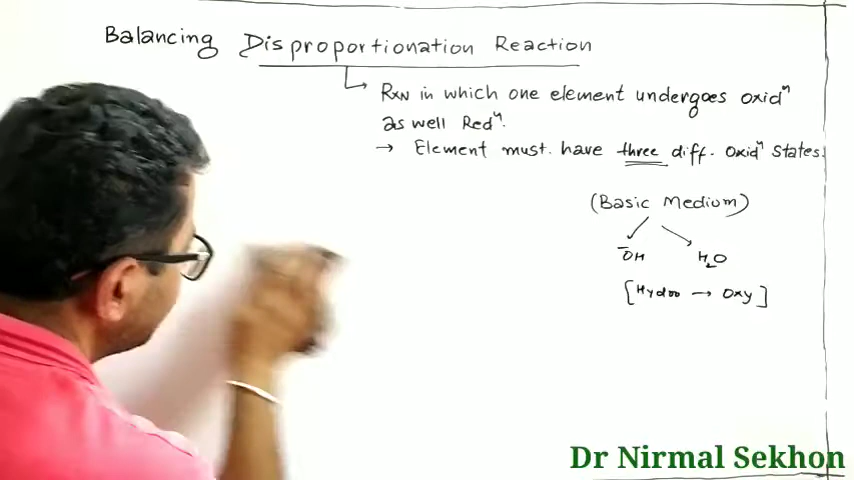 Balancing Disproportionation Reaction
Rxn in which one element undergoes oxidⁿ
as well Redⁿ.
→ Element must have three diff. oxidⁿ states.
(Basic Medium)
⁻OH H₂O
[Hydro → Oxy]
Dr Nirmal Sekhon